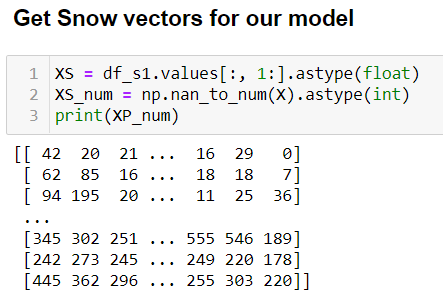 Get Snow vectors for our model
1 XS = df_s1.values[:, 1:].astype(float)
2 XS_num = np.nan_to_num(X).astype(int)
3 print(XP_num)
[[ 42 20 21 ... 16 29 0]
[ 62 85 16 ... 18 18 7]
[ 94 195 20 ... 11 25 36]
...
[345 302 251 ... 555 546 189]
[242 273 245 ... 249 220 178]
[445 362 296 ... 255 303 220]]